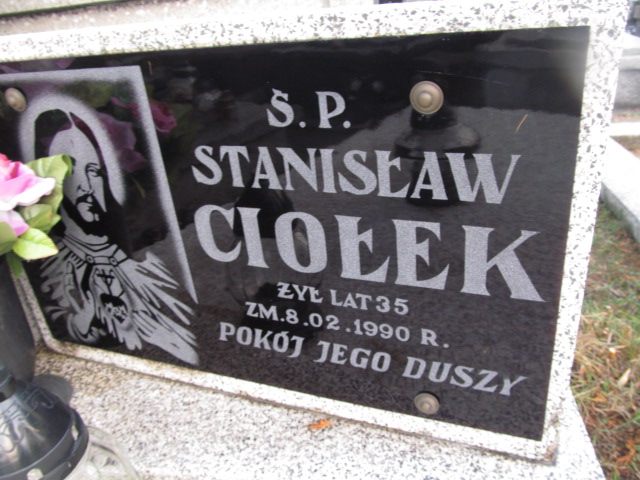 S.P.
STANISŁAW
CIOŁEK
ŻYŁ LAT 35
ZM.8.02.1990 R.
POKÓJ JEGO DUSZY